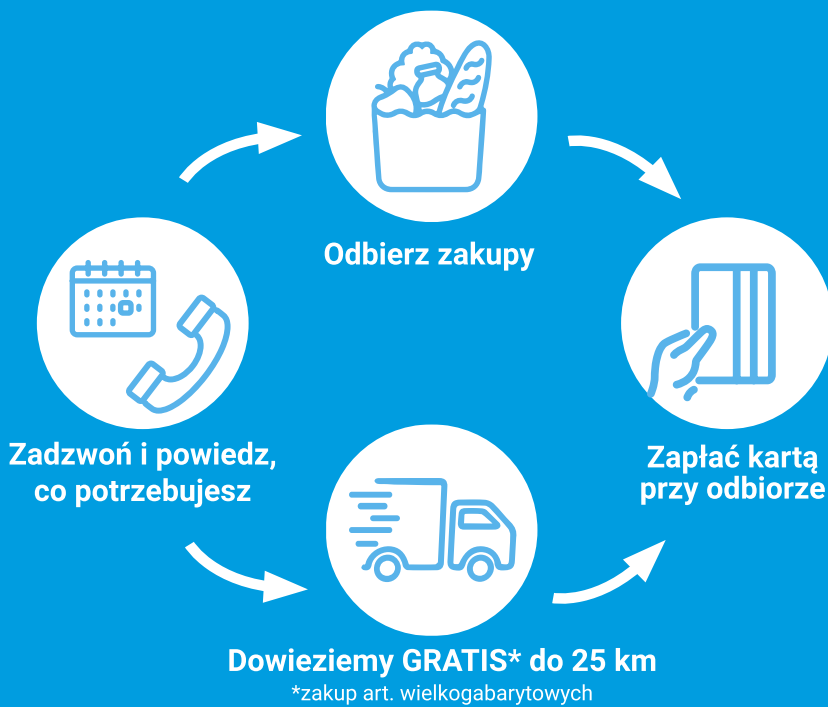 Odbierz zakupy
Zadzwoń i powiedz,
co potrzebujesz
Zapłać kartą
przy odbiorze
Dowieziemy GRATIS* do 25 km
*zakup art. wielkogabarytowych